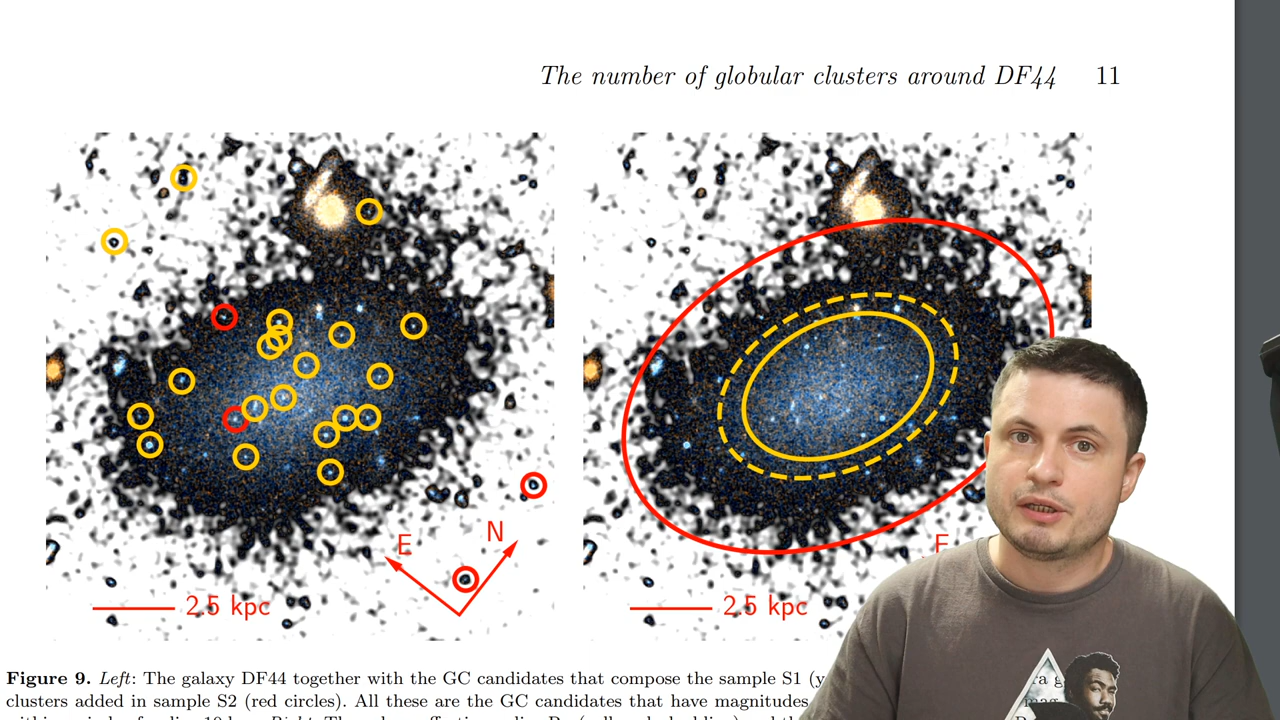 The number of globular clusters around DF44 11
E N
2.5 kpc
E
2.5 kpc
Figure 9. Left: The galaxy DF44 together with the GC candidates that compose the sample S1 (y
clusters added in sample S2 (red circles). All these are the GC candidates that have magnitudes